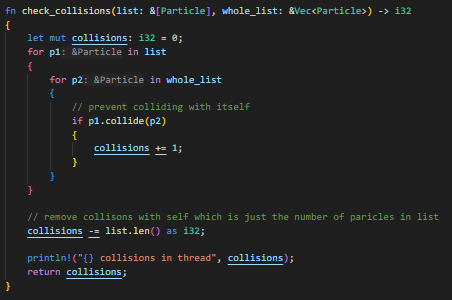 fn check_collisions(list: &[Particle], whole_list: &Vec<Particle>) -> i32
{
    let mut collisions: i32 = 0;
    for p1: &Particle in list
    {
        for p2: &Particle in whole_list
        {
            // prevent colliding with itself
            if p1.collide(p2)
            {
                collisions += 1;
            }
        }
    }

    // remove collisons with self which is just the number of paricles in list
    collisions -= list.len() as i32;

    println!("{} collisions in thread", collisions);
    return collisions;
}